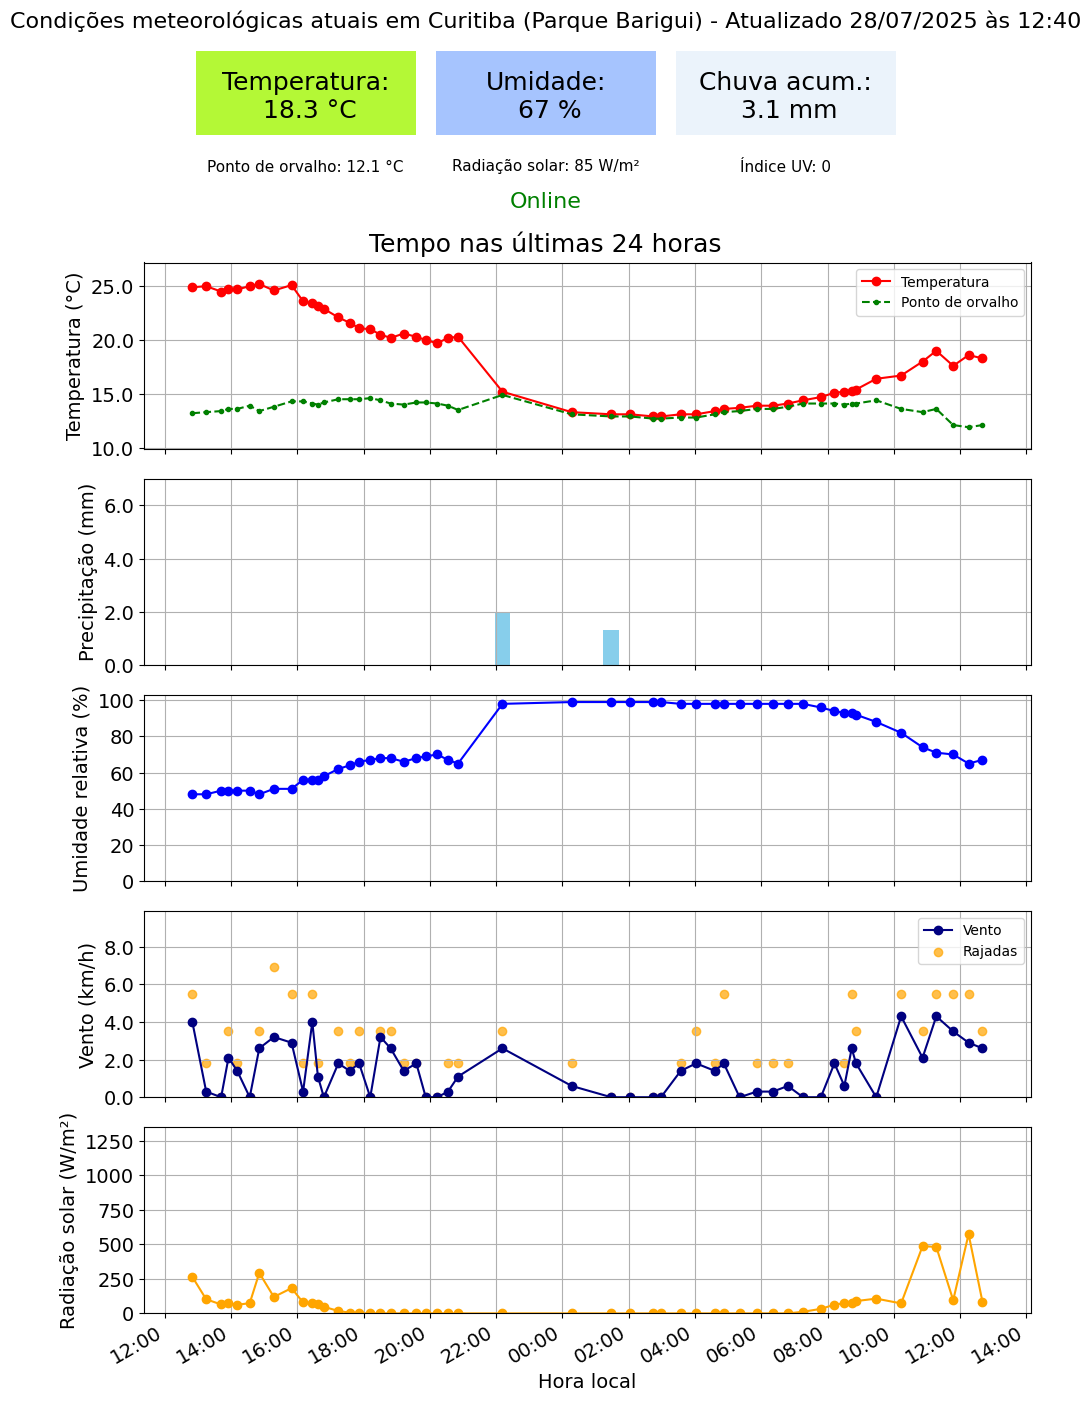 Condições meteorológicas atuais em Curitiba (Parque Barigui) - Atualizado 28/07/2025 às 12:40
Temperatura:
18.3 °C
Umidade:
67 %
Chuva acum.:
3.1 mm
Ponto de orvalho: 12.1 °C
Radiação solar: 85 W/m²
Índice UV: 0
Online
Tempo nas últimas 24 horas
Temperatura (°C)
25.0
20.0
15.0
10.0
Temperatura
Ponto de orvalho
Precipitação (mm)
6.0
4.0
2.0
0.0
Umidade relativa (%)
100
80
60
40
20
0
Vento (km/h)
8.0
6.0
4.0
2.0
0.0
Vento
Rajadas
Radiação solar (W/m²)
1250
1000
750
500
250
0
12:00
14:00
16:00
18:00
20:00
22:00
00:00
02:00
04:00
06:00
08:00
10:00
12:00
14:00
Hora local